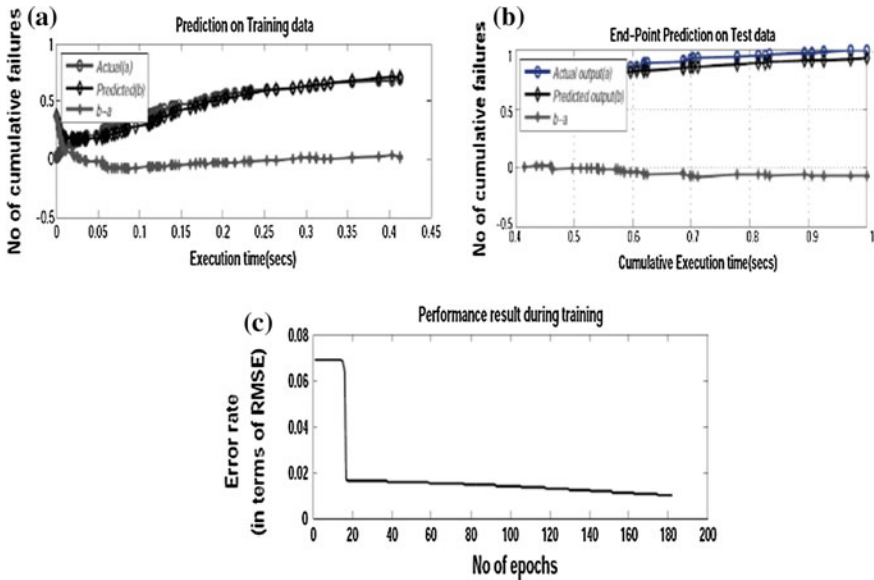 (a)
Prediction on Training data
No of cumulative failures
1
0.5
0
-0.5
Actual(a)
Predicted(b)
b-a
0
0.05
0.1
0.15
0.2
0.25
0.3
0.35
0.4
0.45
Execution time(secs)
(b)
End-Point Prediction on Test data
No of cumulative failures
1
0.5
0
-0.5
Actual output(a)
Predicted output(b)
b-a
0.4
0.5
0.6
0.7
0.8
0.9
1
Cumulative Execution time(secs)
(c)
Performance result during training
Error rate
(in terms of RMSE)
0.08
0.06
0.04
0.02
0
0
20
40
60
80
100
120
140
160
180
200
No of epochs